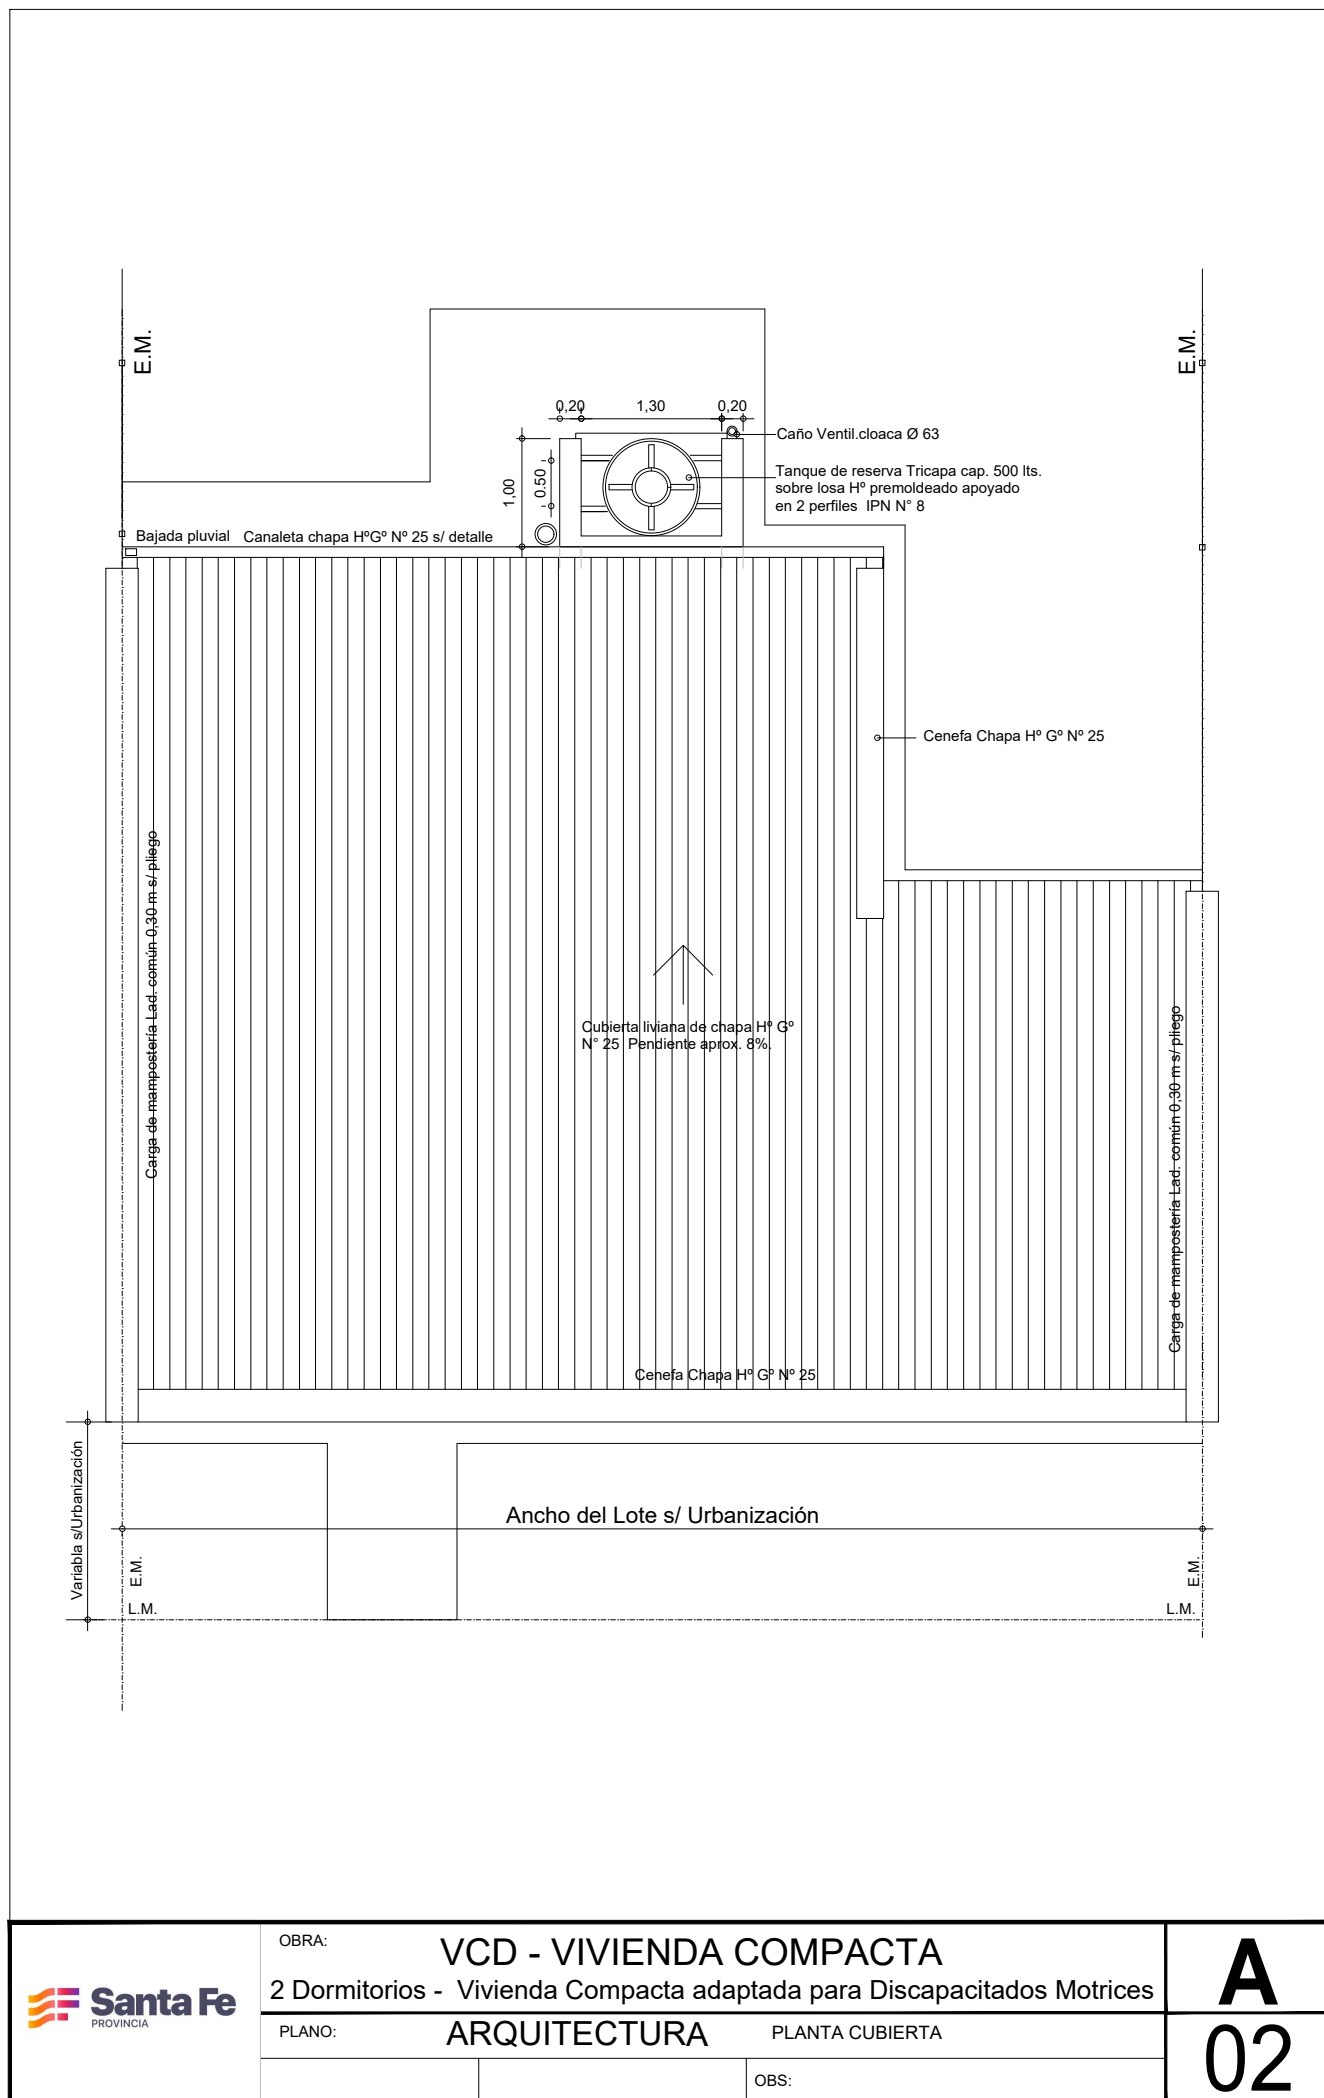 E.M.
E.M.
0,20
1,30
0,20
Caño Ventil.cloaca Ø 63
1,00
0.50
Tanque de reserva Tricapa cap. 500 lts.
sobre losa Hº premoldeado apoyado
en 2 perfiles IPN N° 8
Bajada pluvial
Canaleta chapa HºGº Nº 25 s/ detalle
Cenefa Chapa Hº Gº Nº 25
Carga de mampostería Lad. común 0,30 m s/ pliego
Cubierta liviana de chapa Hº Gº
N° 25 Pendiente aprox. 8%.
Carga de mampostería Lad. común 0,30 m s/ pliego
Cenefa Chapa Hº Gº Nº 25
Variabla s/Urbanización
Ancho del Lote s/ Urbanización
E.M.
E.M.
L.M.
L.M.
Santa Fe
PROVINCIA
OBRA:
VCD - VIVIENDA COMPACTA
2 Dormitorios - Vivienda Compacta adaptada para Discapacitados Motrices
A
PLANO:
ARQUITECTURA
PLANTA CUBIERTA
02
OBS: